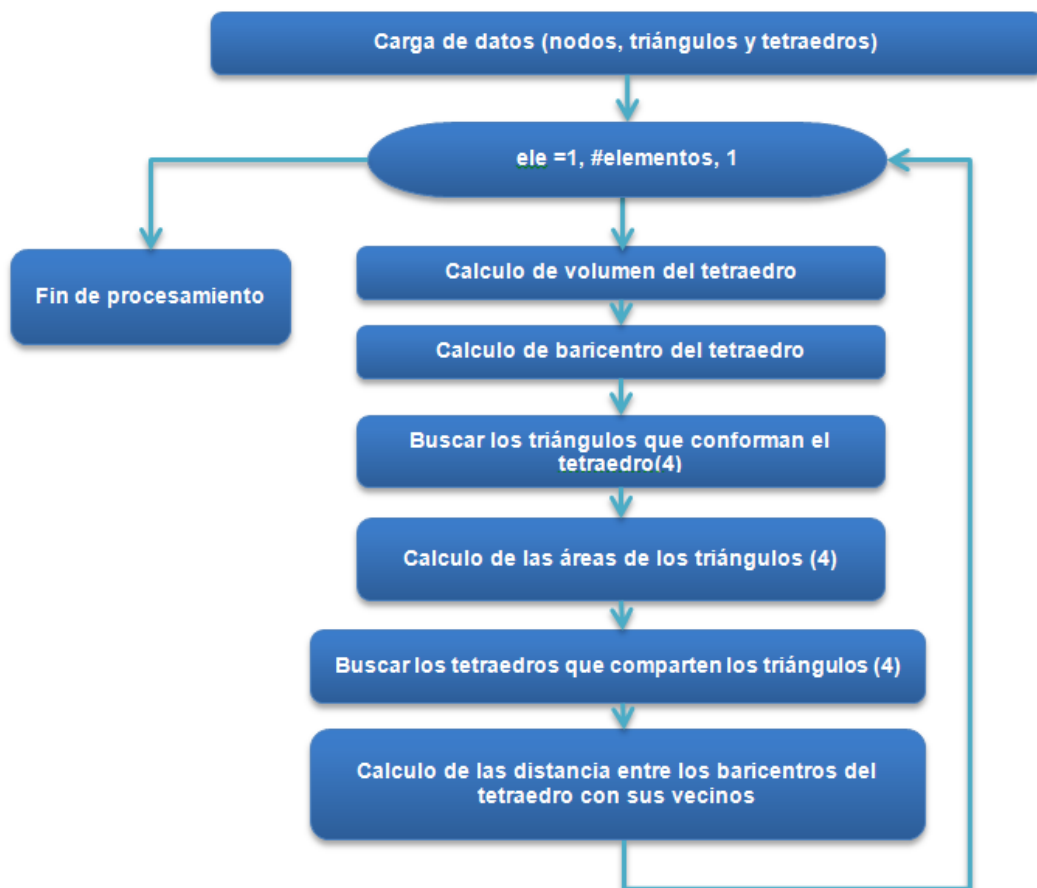 Carga de datos (nodos, triángulos y tetraedros)
ele =1, #elementos, 1
Fin de procesamiento
Calculo de volumen del tetraedro
Calculo de baricentro del tetraedro
Buscar los triángulos que conforman el
tetraedro(4)
Calculo de las áreas de los triángulos (4)
Buscar los tetraedros que comparten los triángulos (4)
Calculo de las distancia entre los baricentros del
tetraedro con sus vecinos